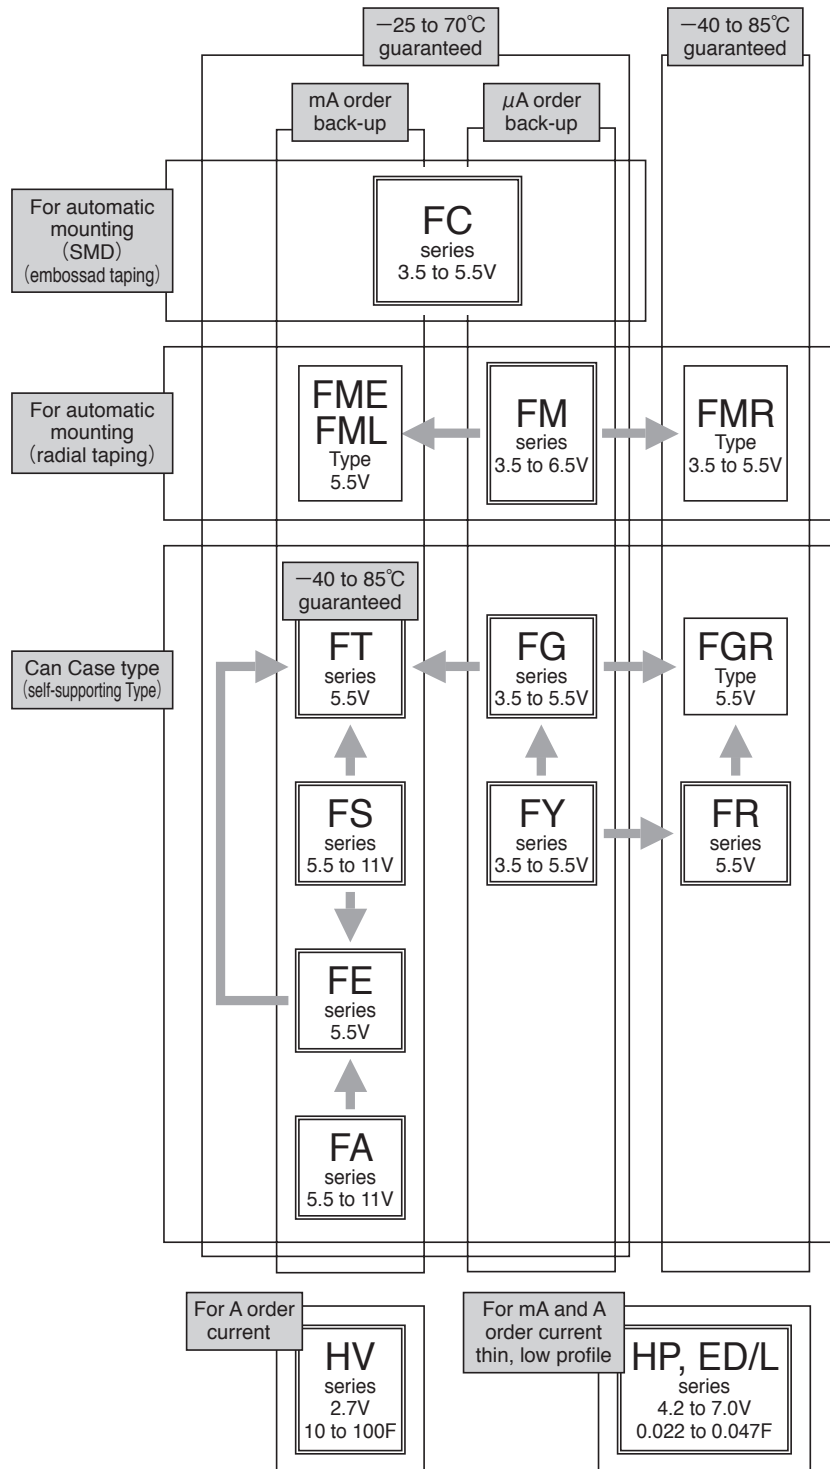 −25 to 70℃
guaranteed
−40 to 85℃
guaranteed
mA order
back-up
μA order
back-up
For automatic
mounting
（SMD）
（embossad taping）
FC
series
3.5 to 5.5V
For automatic
mounting
（radial taping）
FME
FML
Type
5.5V
FM
series
3.5 to 6.5V
FMR
Type
3.5 to 5.5V
−40 to 85℃
guaranteed
Can Case type
（self-supporting Type）
FT
series
5.5V
FG
series
3.5 to 5.5V
FGR
Type
5.5V
FS
series
5.5 to 11V
FY
series
3.5 to 5.5V
FR
series
5.5V
FE
series
5.5V
FA
series
5.5 to 11V
For A order
current
HV
series
2.7V
10 to 100F
For mA and A
order current
thin, low profile
HP, ED/L
series
4.2 to 7.0V
0.022 to 0.047F